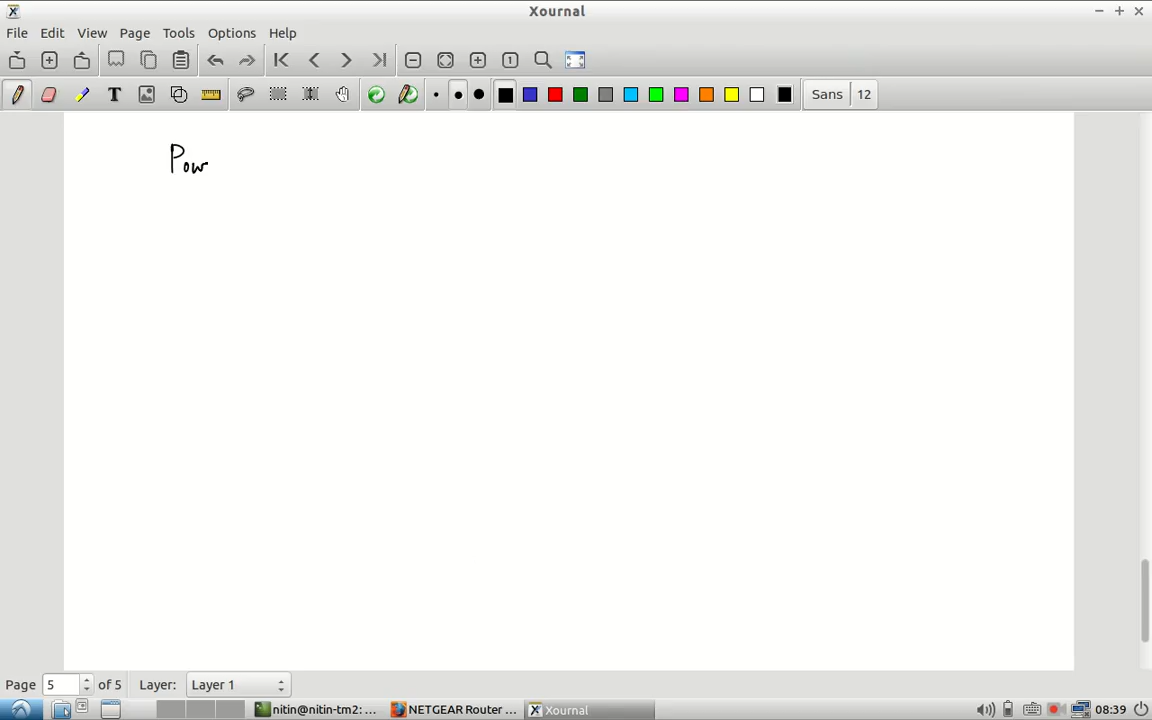 Xournal
File Edit View Page Tools Options Help
Sans 12
Pow
Page 5 of 5 Layer: Layer 1
nitin@nitin-tm2: ... NETGEAR Router ... Xournal 08:39